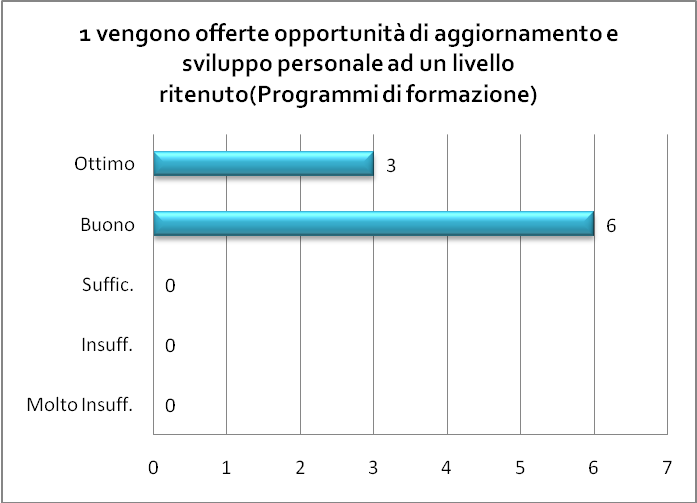 1 vengono offerte opportunità di aggiornamento e
sviluppo personale ad un livello
ritenuto(Programmi di formazione)
Ottimo 3
Buono 6
Suffic. 0
Insuff. 0
Molto Insuff. 0
0 1 2 3 4 5 6 7